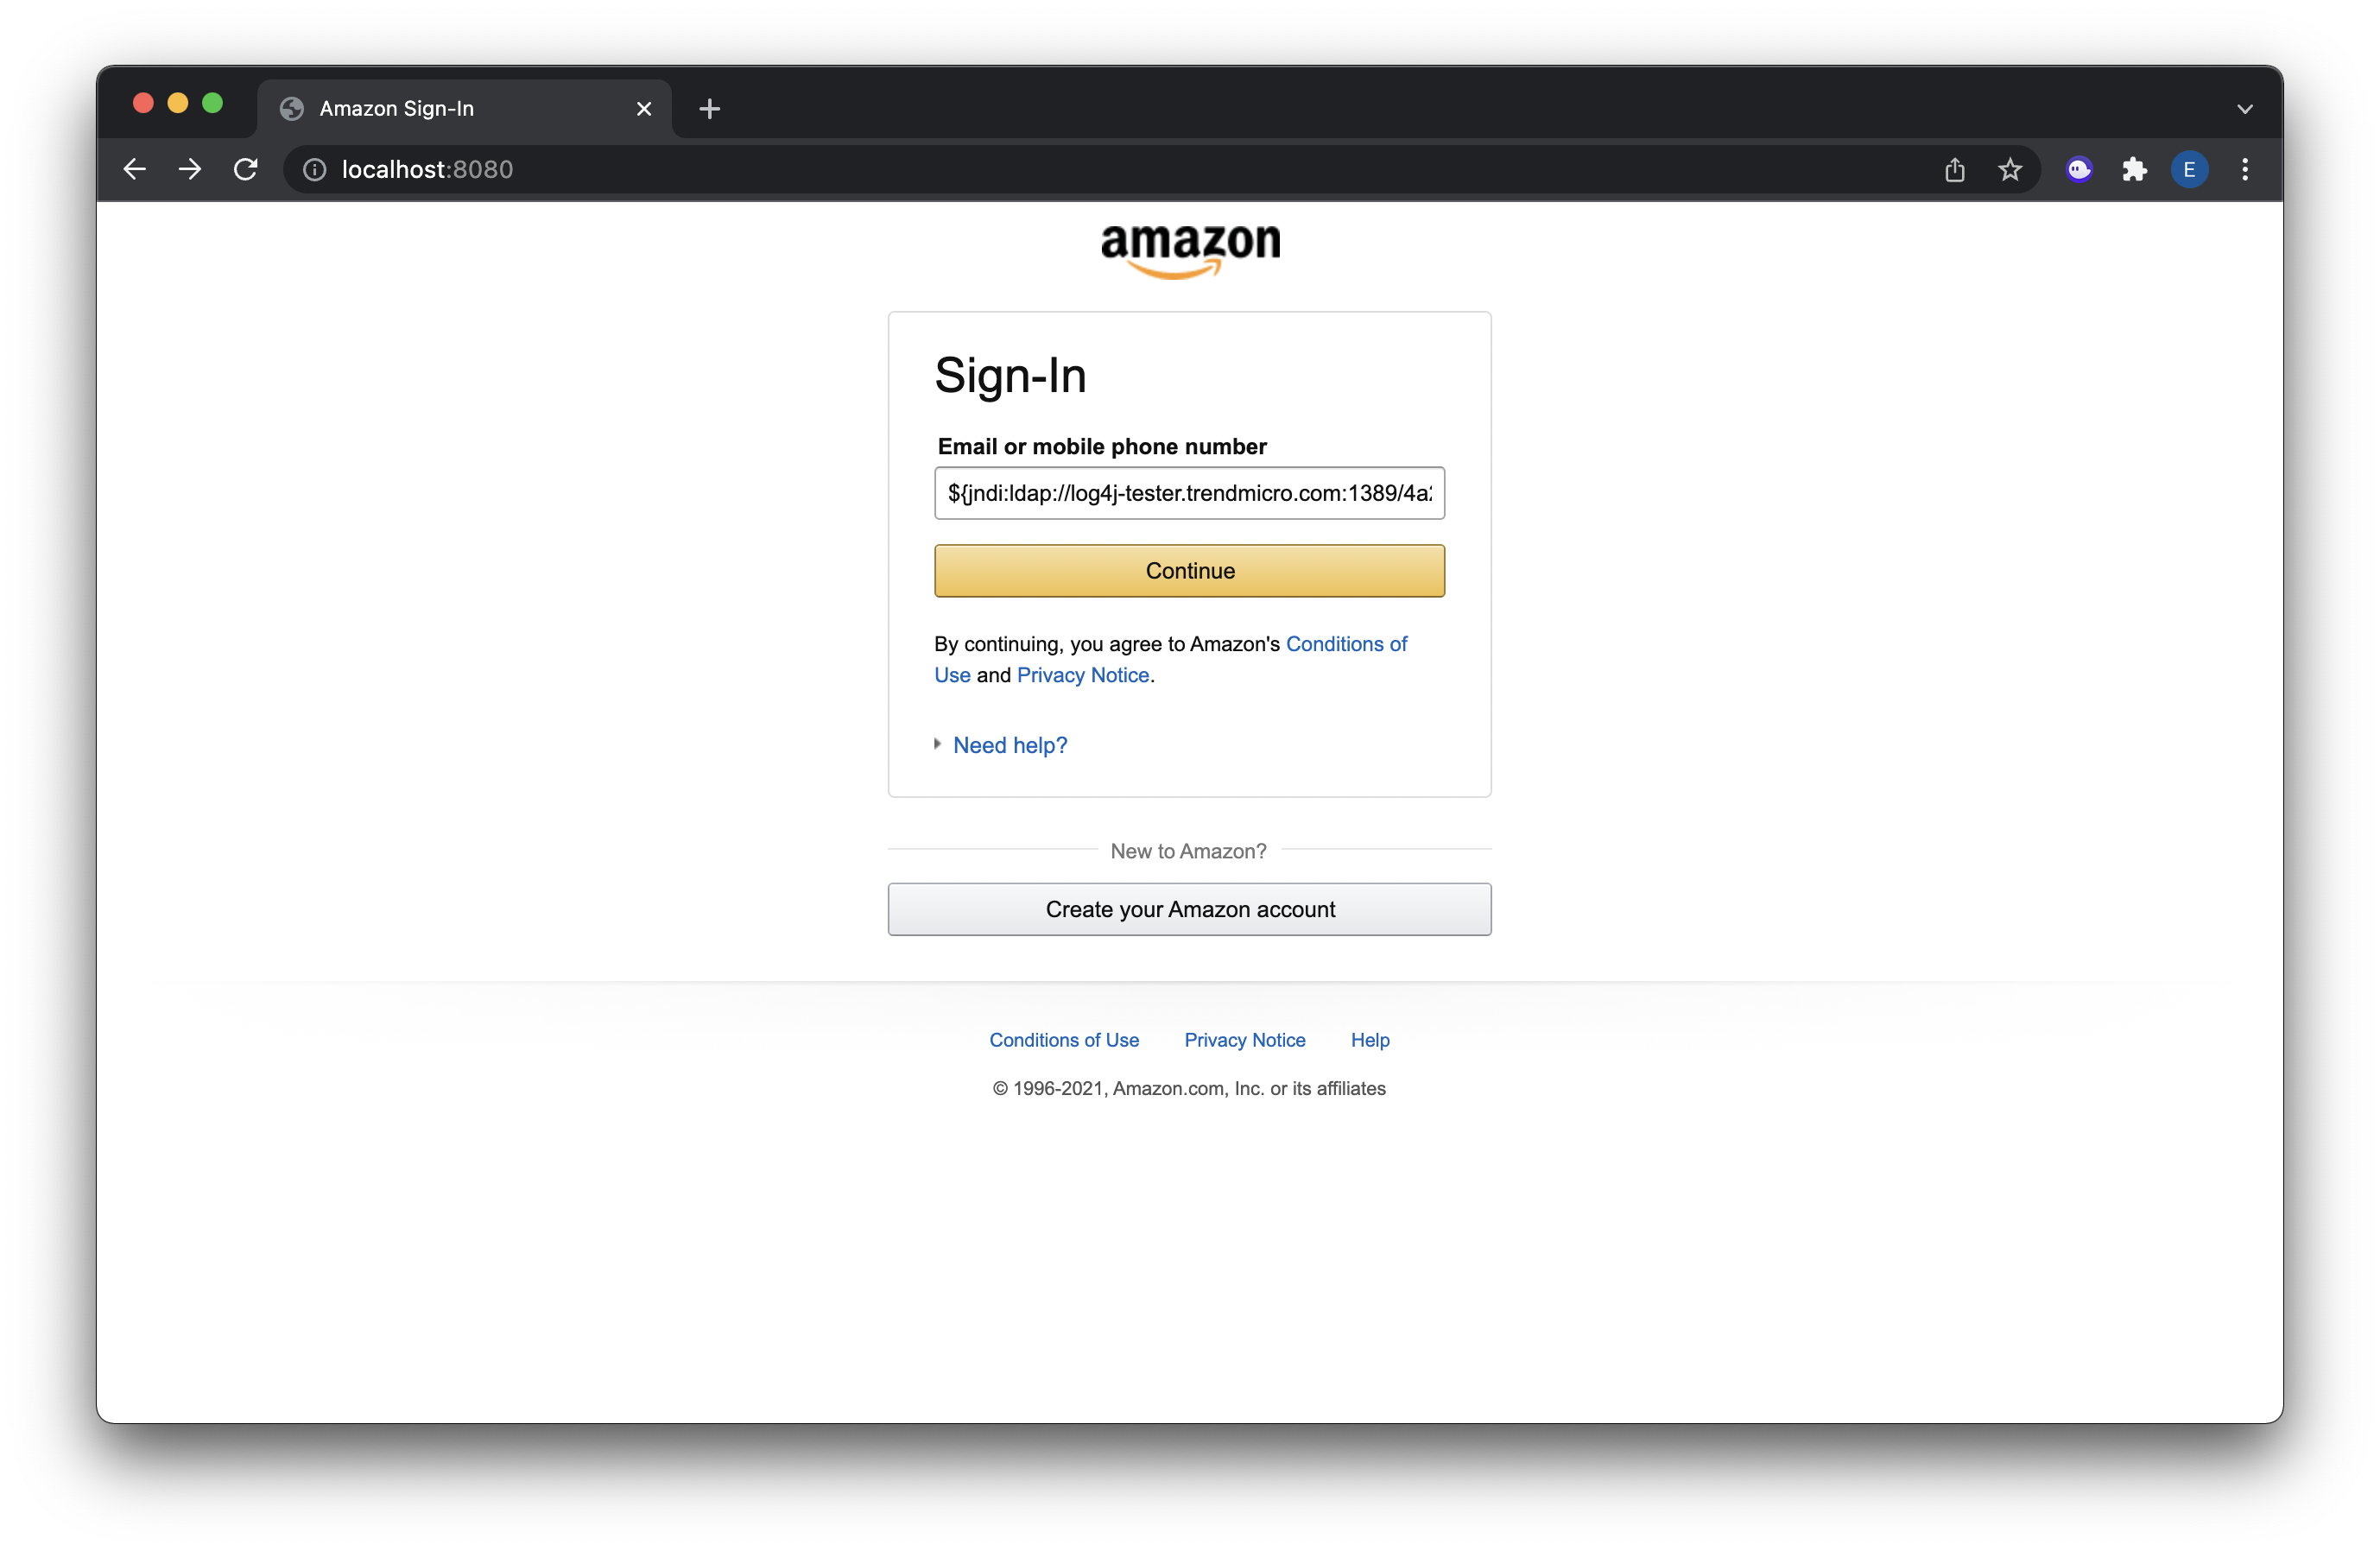 Amazon Sign-In
localhost:8080
E
amazon
Sign-In
Email or mobile phone number
${jndi:ldap://log4j-tester.trendmicro.com:1389/4a
Continue
By continuing, you agree to Amazon's Conditions of
Use and Privacy Notice.
Need help?
New to Amazon?
Create your Amazon account
Conditions of Use Privacy Notice Help
© 1996-2021, Amazon.com, Inc. or its affiliates